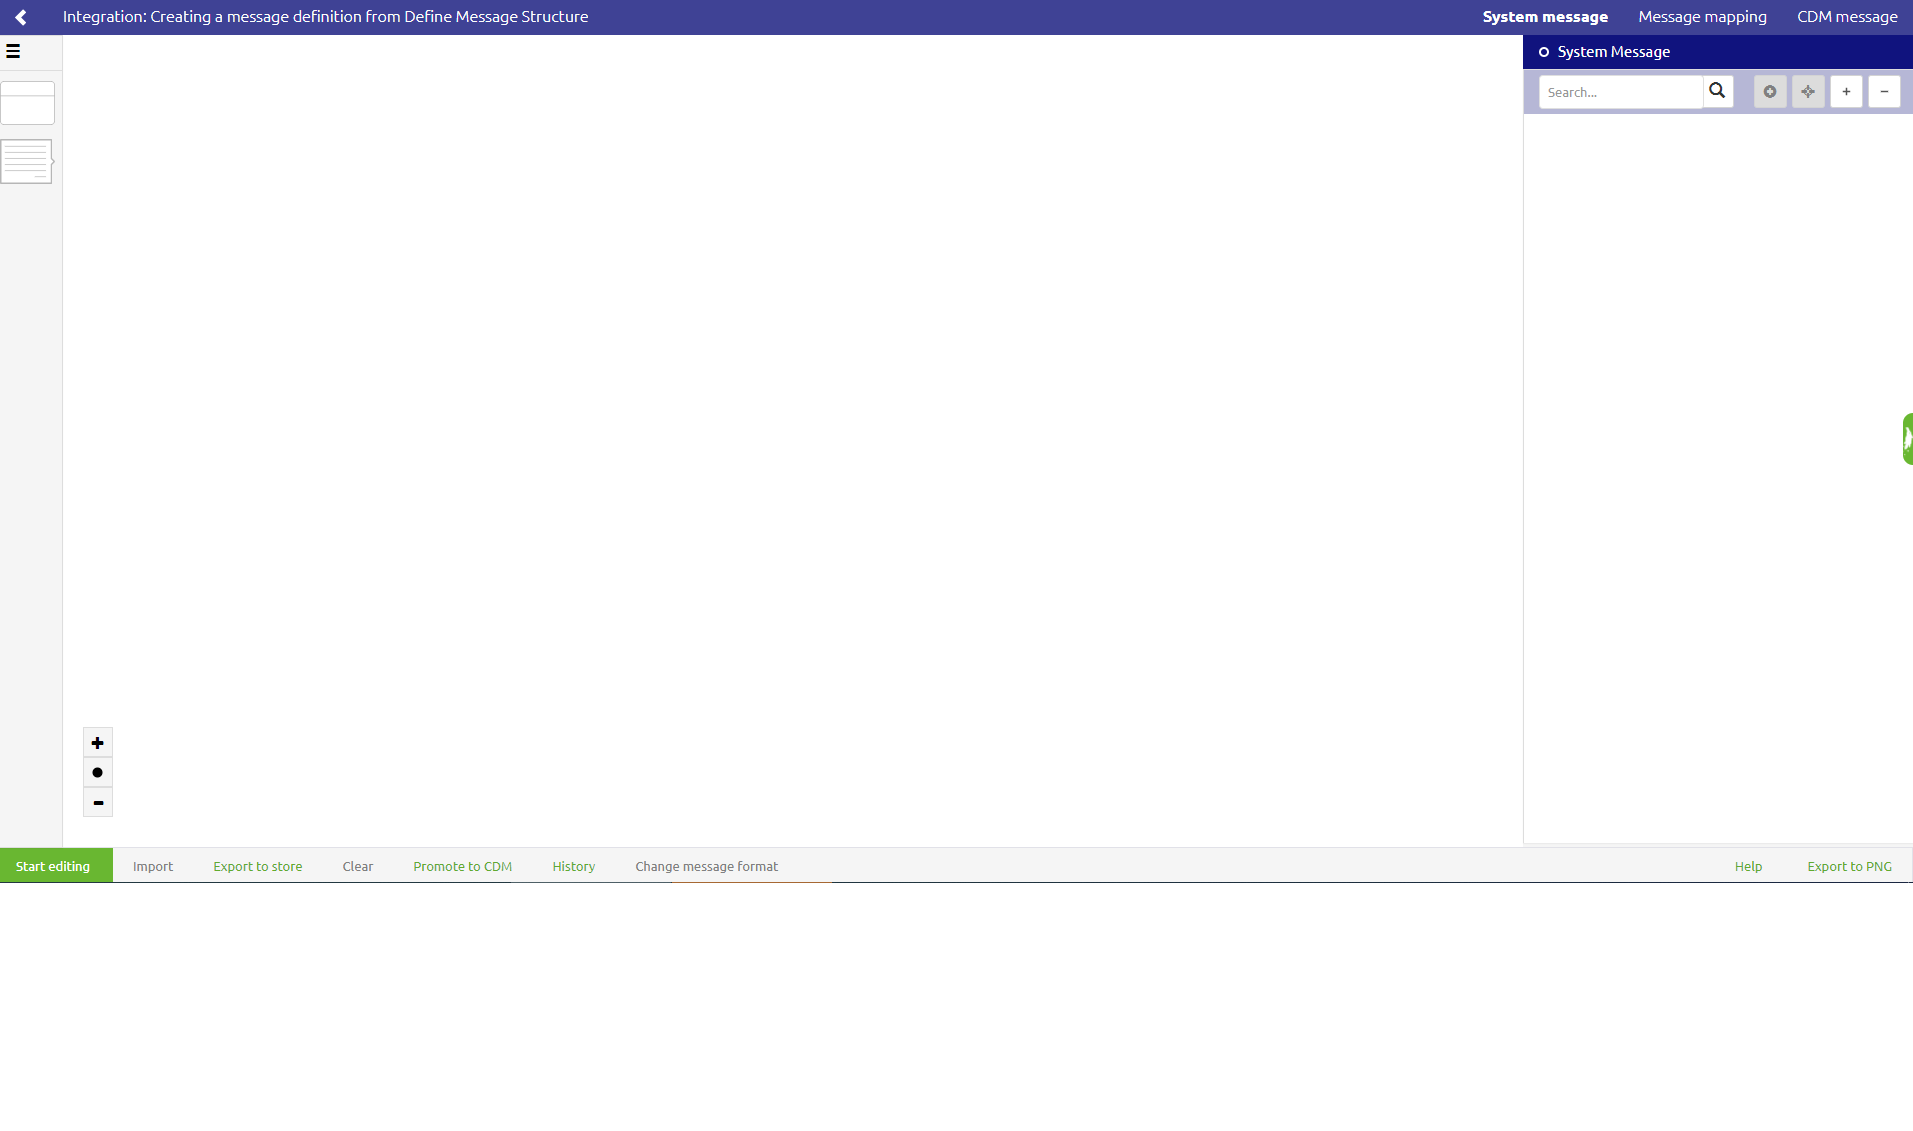 Integration: Creating a message definition from Define Message Structure
System message
Message mapping
CDM message
System Message
Search...
Start editing
Import
Export to store
Clear
Promote to CDM
History
Change message format
Help
Export to PNG